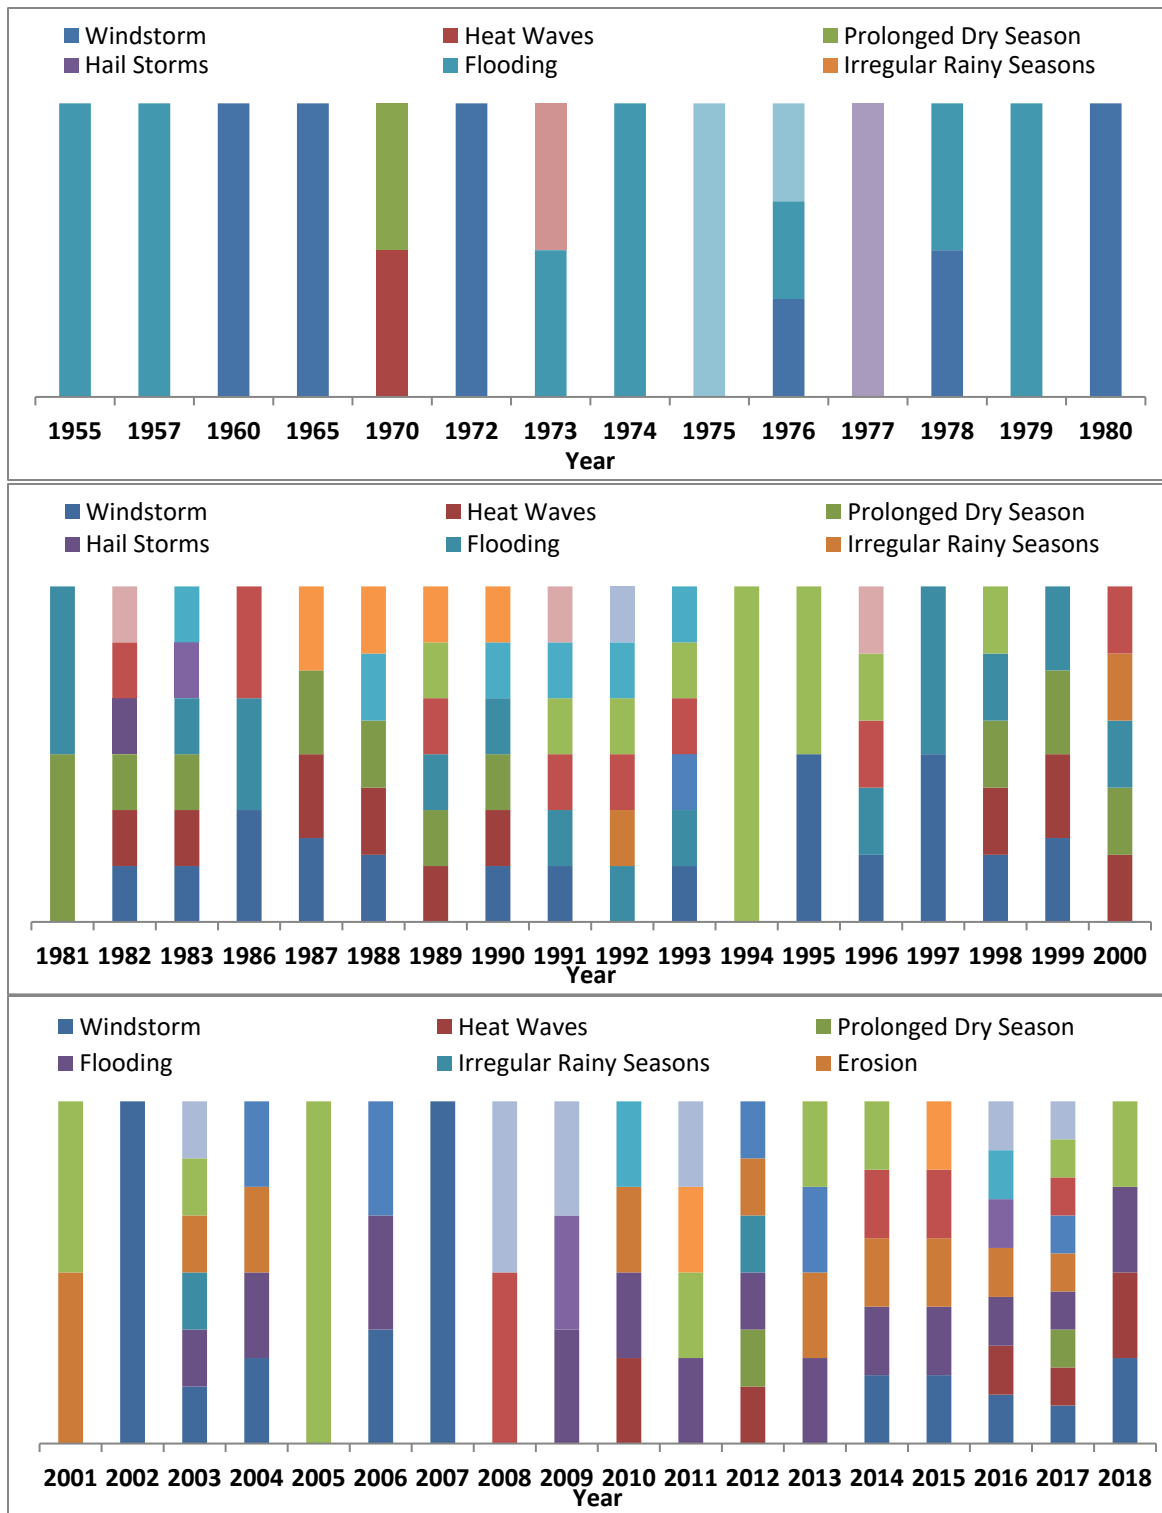 Windstorm Heat Waves Prolonged Dry Season
Hail Storms Flooding Irregular Rainy Seasons
1955 1957 1960 1965 1970 1972 1973 1974 1975 1976 1977 1978 1979 1980
Year
Windstorm Heat Waves Prolonged Dry Season
Hail Storms Flooding Irregular Rainy Seasons
1981 1982 1983 1986 1987 1988 1989 1990 1991 1992 1993 1994 1995 1996 1997 1998 1999 2000
Year
Windstorm Heat Waves Prolonged Dry Season
Flooding Irregular Rainy Seasons Erosion
2001 2002 2003 2004 2005 2006 2007 2008 2009 2010 2011 2012 2013 2014 2015 2016 2017 2018
Year